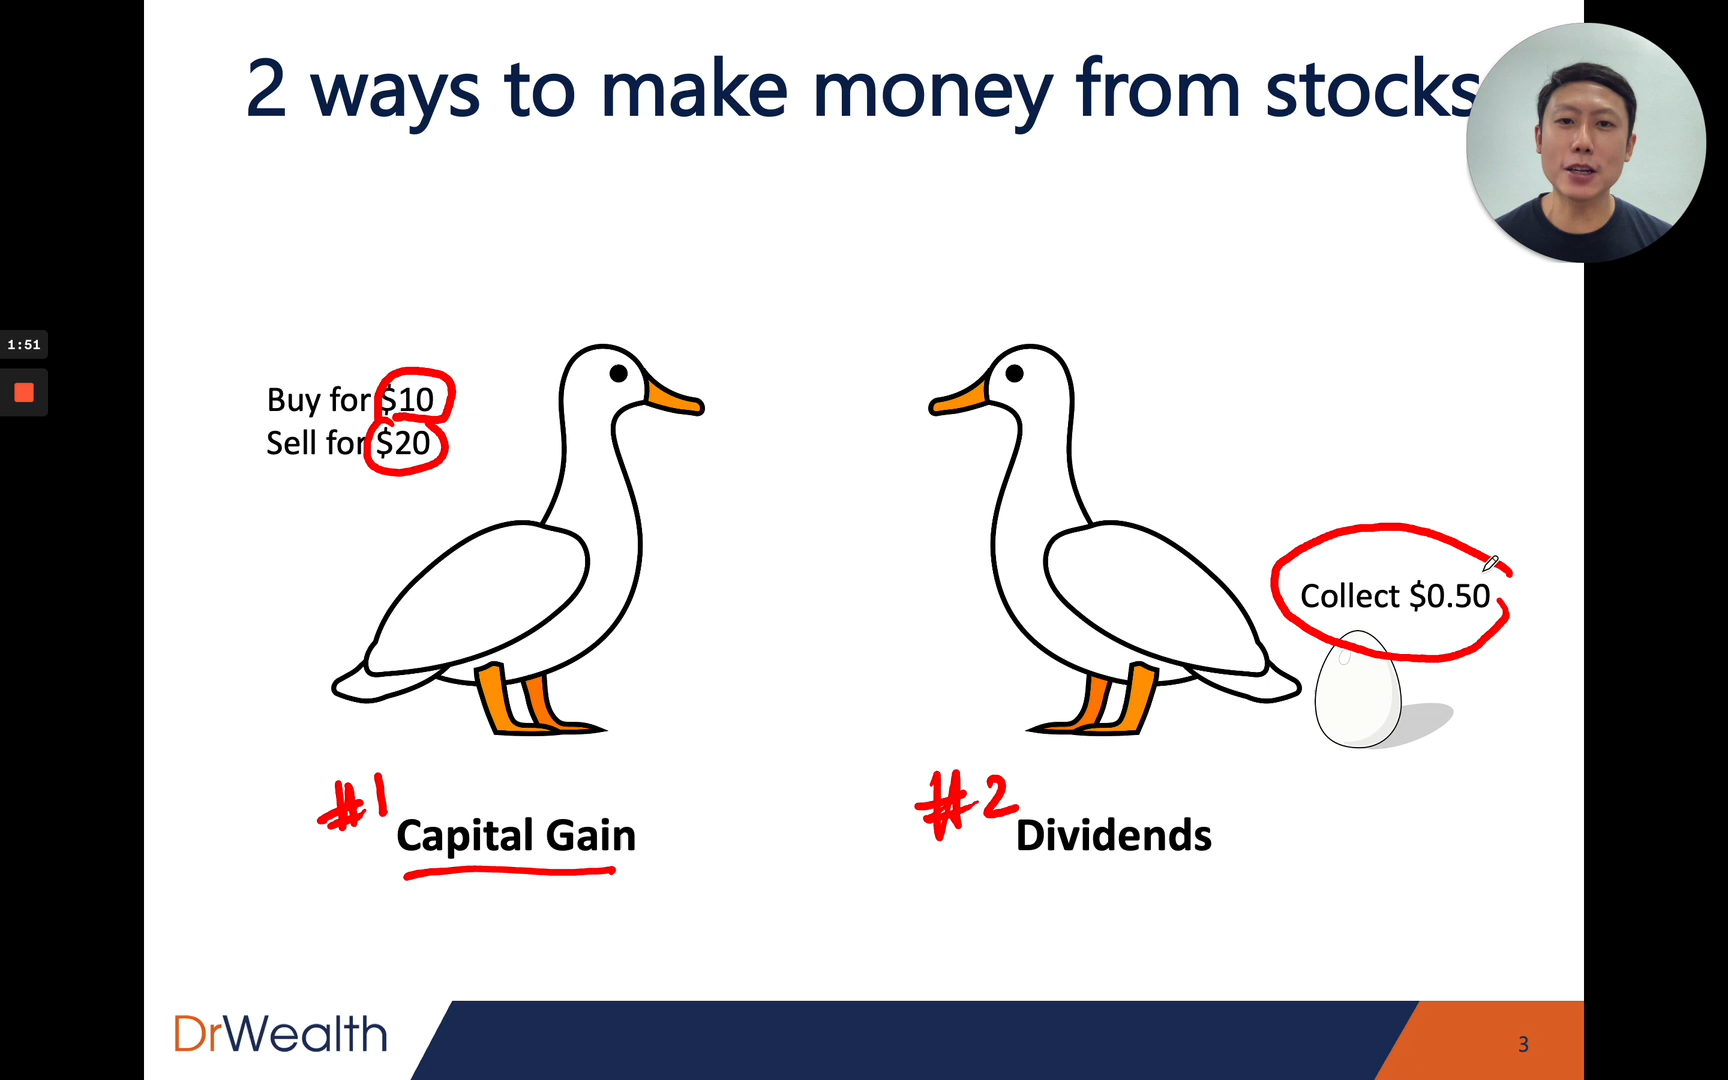 2 ways to make money from stocks
1:51
Buy for $10
Sell for $20
Collect $0.50
#1
Capital Gain
#2
Dividends
DrWealth
3